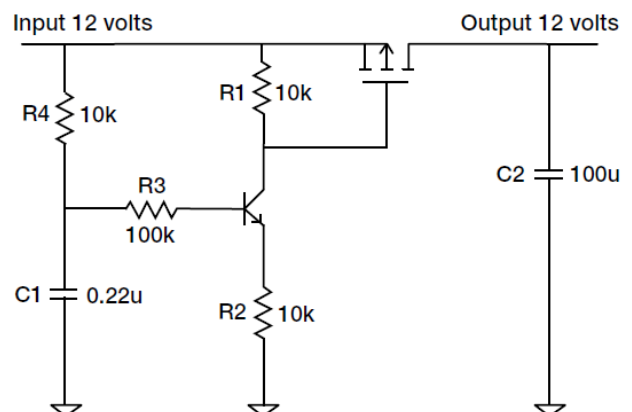 Input 12 volts
Output 12 volts
R4
10k
R1
10k
R3
100k
C2
100u
C1
0.22u
R2
10k